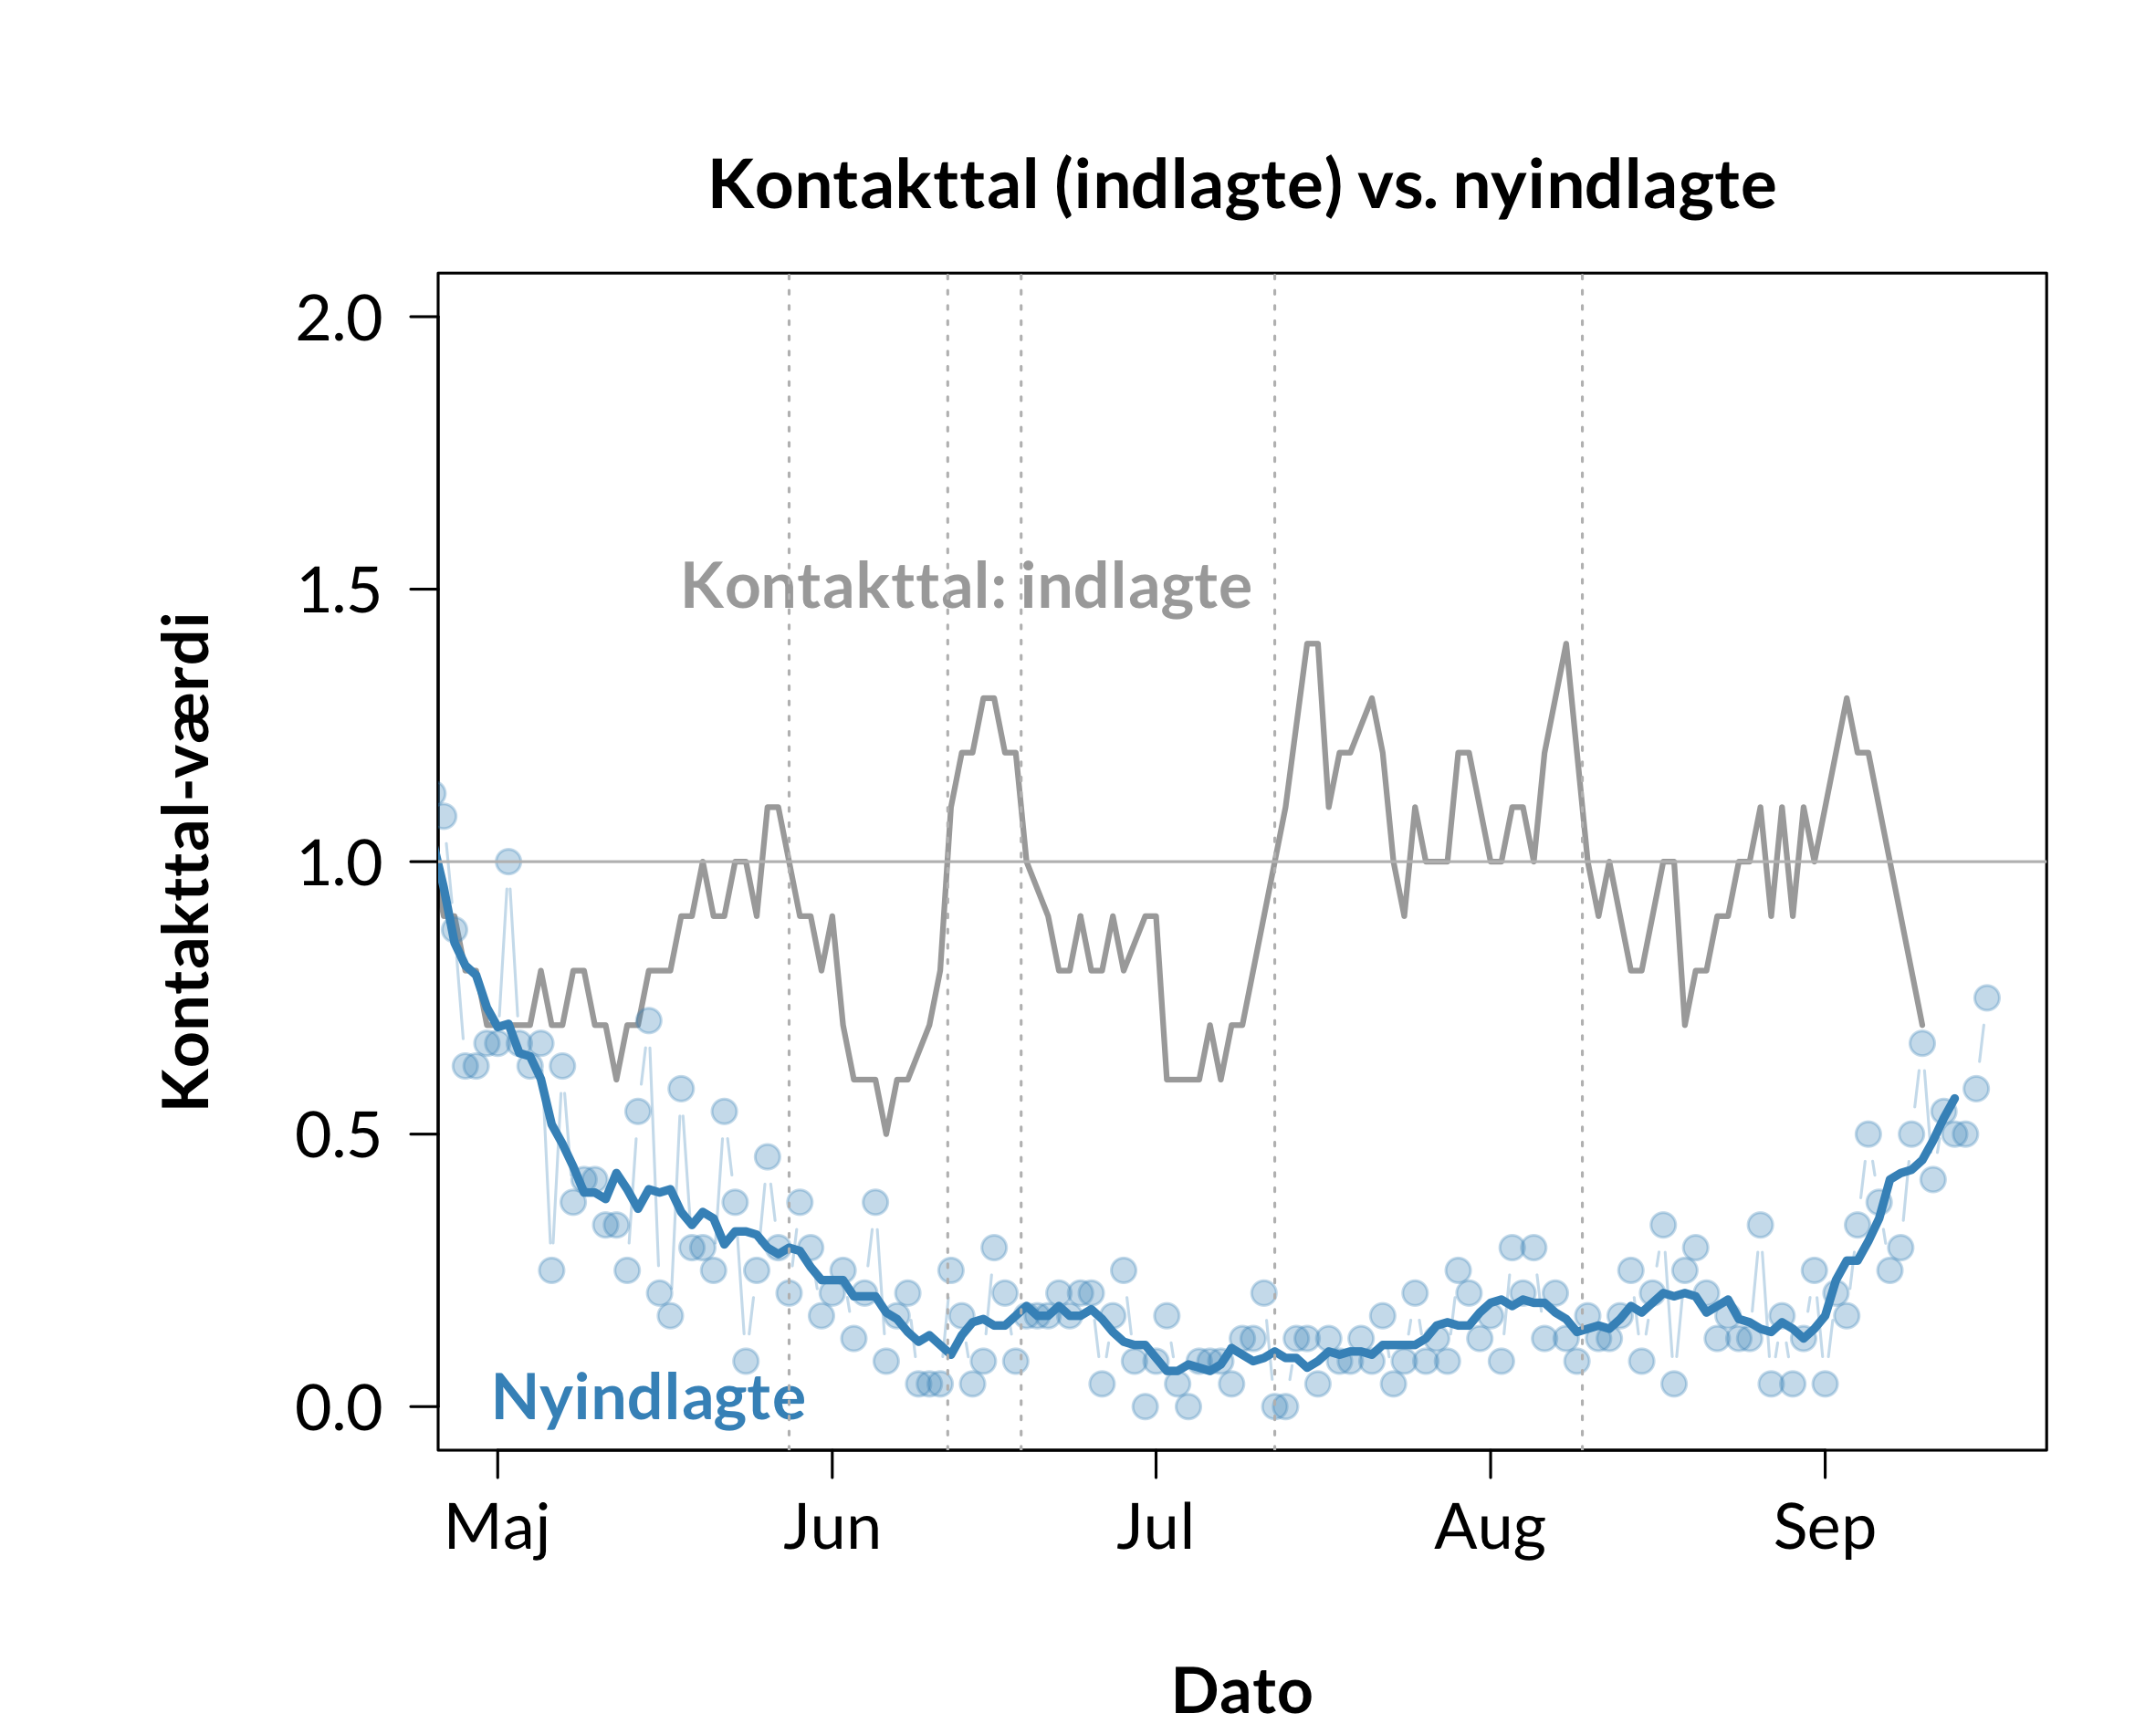 Kontakttal (indlagte) vs. nyindlagte
Kontakttal-værdi
2.0
1.5
1.0
0.5
0.0
Kontakttal: indlagte
Nyindlagte
Maj Jun Jul Aug Sep
Dato